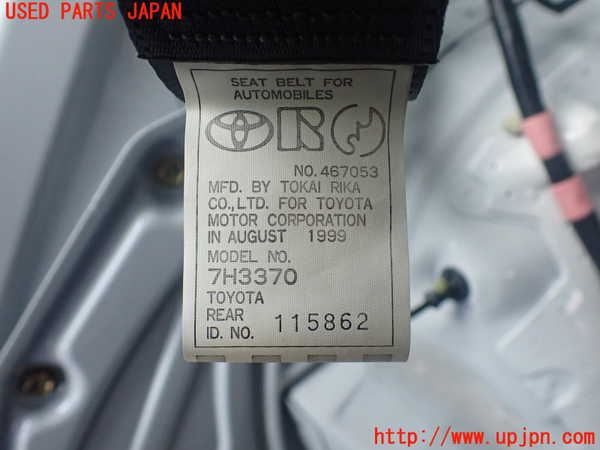 USED PARTS JAPAN
SEAT BELT FOR
AUTOMOBILES
NO. 467053
MFD. BY TOKAI RIKA
CO., LTD. FOR TOYOTA
MOTOR CORPORATION
IN AUGUST 1999
MODEL NO.
7H3370
TOYOTA
REAR
ID. NO. 115862
http://www.upjpn.com/